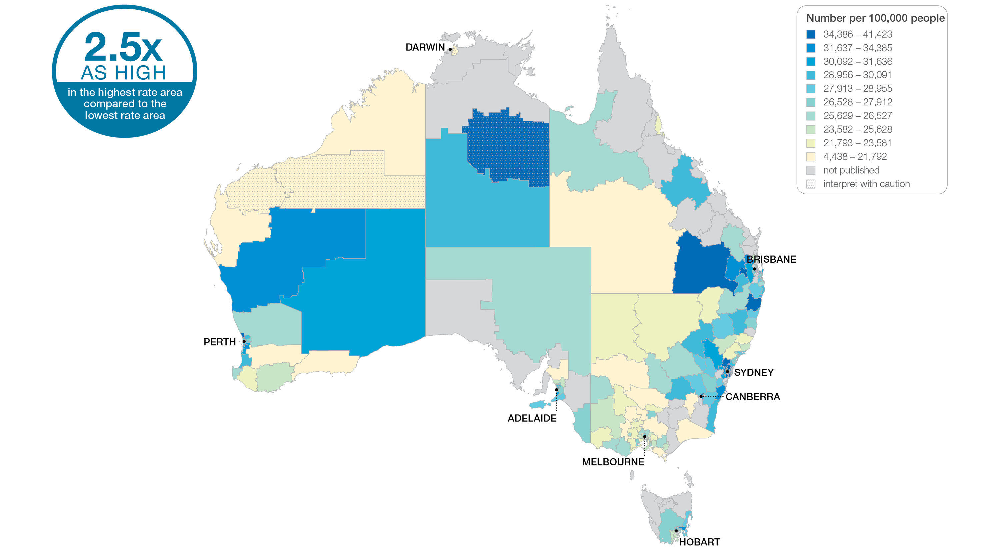 2.5x
AS HIGH
in the highest rate area
compared to the
lowest rate area
Number per 100,000 people
34,386 – 41,423
31,637 – 34,385
30,092 – 31,636
28,956 – 30,091
27,913 – 28,955
26,528 – 27,912
25,629 – 26,527
23,582 – 25,628
21,793 – 23,581
4,438 – 21,792
not published
interpret with caution
DARWIN
BRISBANE
PERTH
SYDNEY
CANBERRA
ADELAIDE
MELBOURNE
HOBART